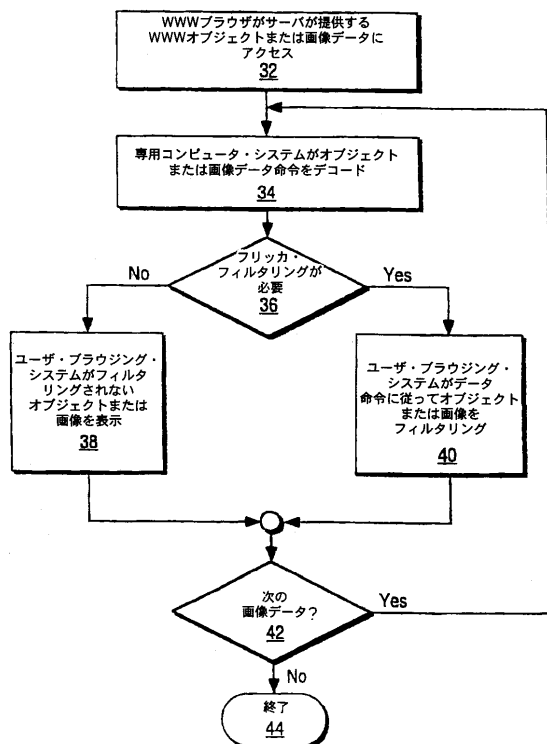 WWWブラウザがサーバが提供する
WWWオブジェクトまたは画像データに
アクセス
32
専用コンピュータ・システムがオブジェクト
または画像データ命令をデコード
34
フリッカ・
フィルタリングが
必要
36
No
Yes
ユーザ・ブラウジング・
システムがフィルタ
リングされない
オブジェクトまたは
画像を表示
38
ユーザ・ブラウジング・
システムがデータ
命令に従ってオブジェクト
または画像を
フィルタリング
40
次の
画像データ?
42
Yes
No
終了
44